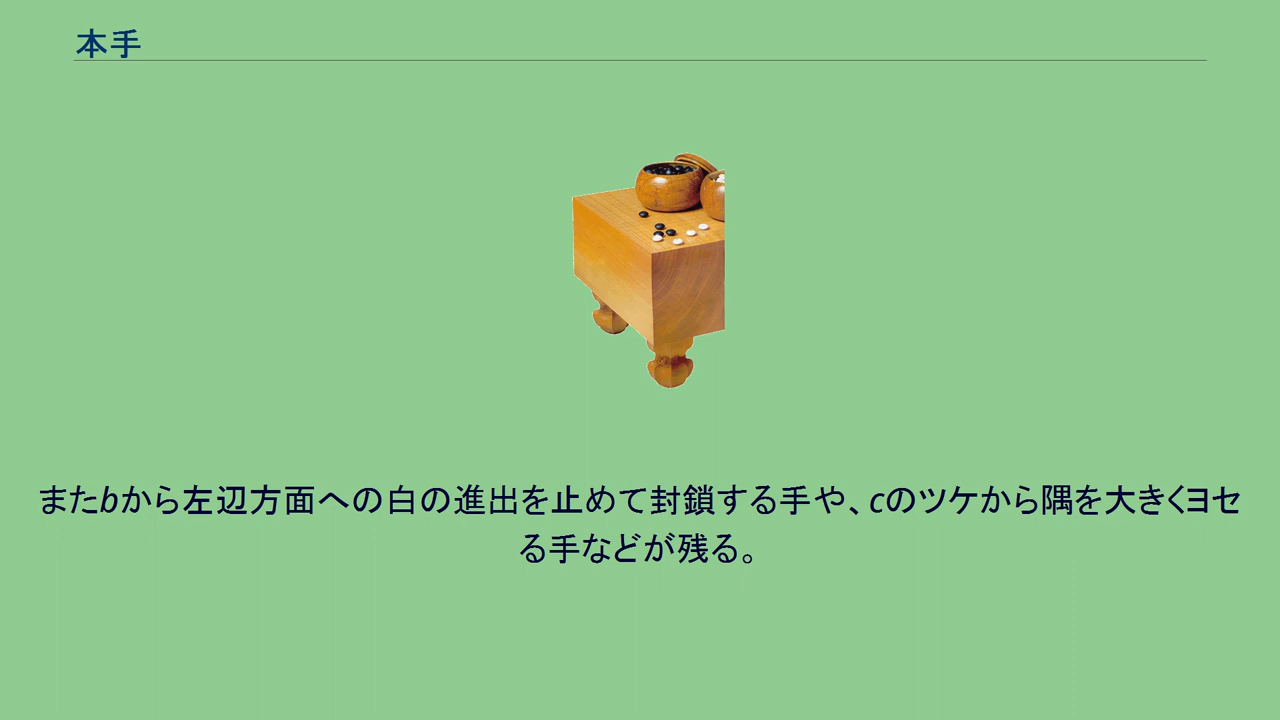 本手
またbから左辺方面への白の進出を止めて封鎖する手や、cのツケから隅を大きくヨセ
る手などが残る。